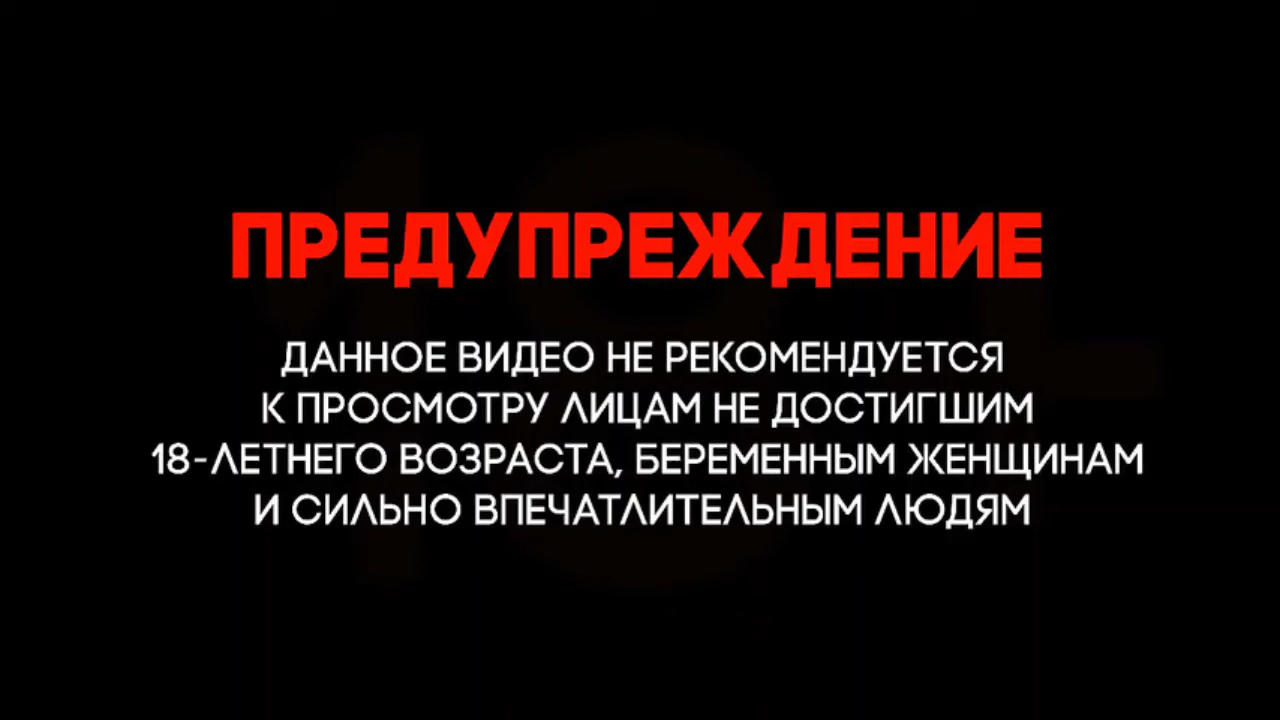 ПРЕДУПРЕЖДЕНИЕ
ДАННОЕ ВИДЕО НЕ РЕКОМЕНДУЕТСЯ
К ПРОСМОТРУ ЛИЦАМ НЕ ДОСТИГШИМ
18-ЛЕТНЕГО ВОЗРАСТА, БЕРЕМЕННЫМ ЖЕНЩИНАМ
И СИЛЬНО ВПЕЧАТЛИТЕЛЬНЫМ ЛЮДЯМ